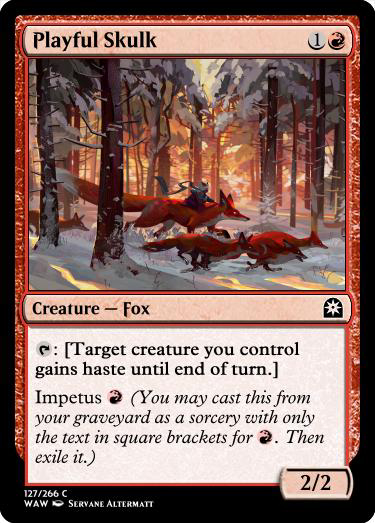 Playful Skulk 1
Creature — Fox
: [Target creature you control
gains haste until end of turn.]
Impetus (You may cast this from
your graveyard as a sorcery with only
the text in square brackets for . Then
exile it.)
2/2
127/266 C
WAW SERVANE ALTERMATT